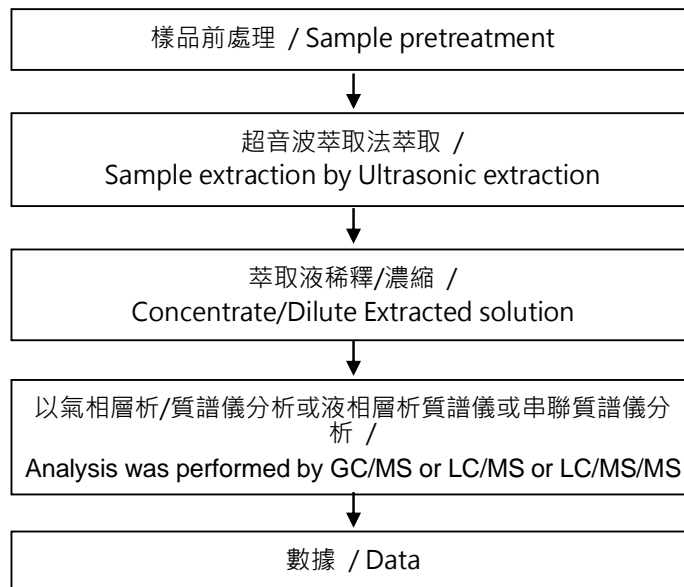 樣品前處理 / Sample pretreatment
超音波萃取法萃取 /
Sample extraction by Ultrasonic extraction
萃取液稀釋/濃縮 /
Concentrate/Dilute Extracted solution
以氣相層析/質譜儀分析或液相層析質譜儀或串聯質譜儀分
析 /
Analysis was performed by GC/MS or LC/MS or LC/MS/MS
數據 / Data